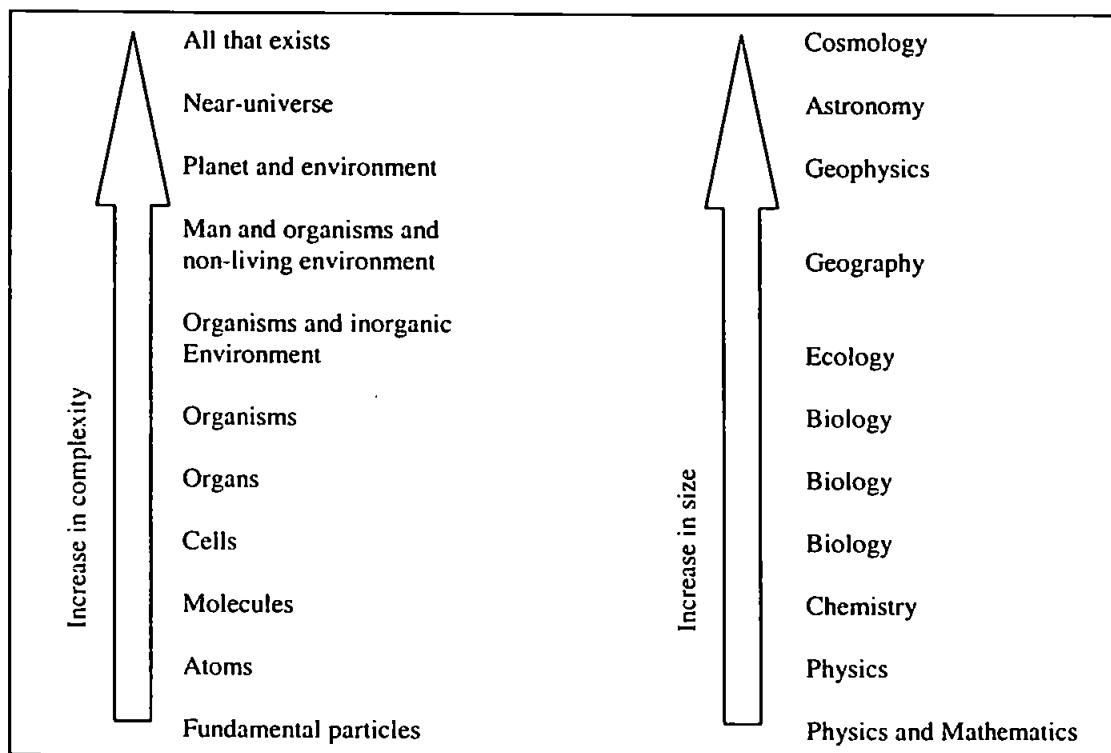 All that exists
Near-universe
Planet and environment
Man and organisms and
non-living environment
Organisms and inorganic
Environment
Organisms
Organs
Cells
Molecules
Atoms
Fundamental particles
Increase in complexity
Cosmology
Astronomy
Geophysics
Geography
Ecology
Biology
Biology
Biology
Chemistry
Physics
Physics and Mathematics
Increase in size